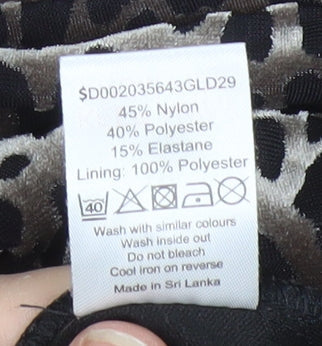 $D002035643GLD29
45% Nylon
40% Polyester
15% Elastane
Lining: 100% Polyester
40
Wash with similar colours
Wash inside out
Do not bleach
Cool iron on reverse
Made in Sri Lanka